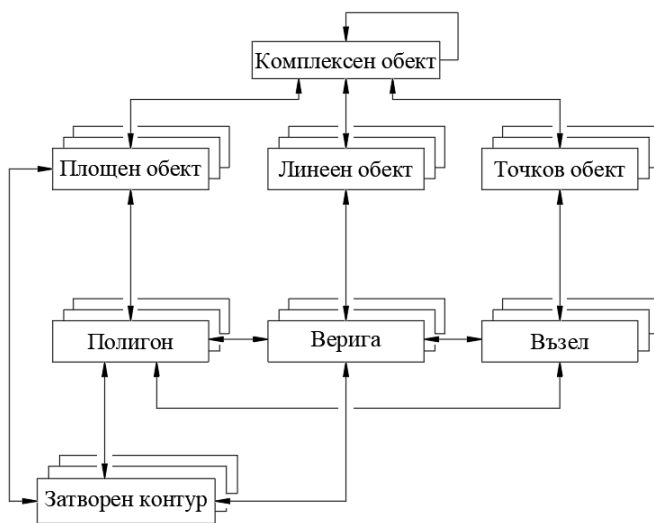 Комплексен обект
Площен обект
Линеен обект
Точков обект
Полигон
Верига
Възел
Затворен контур